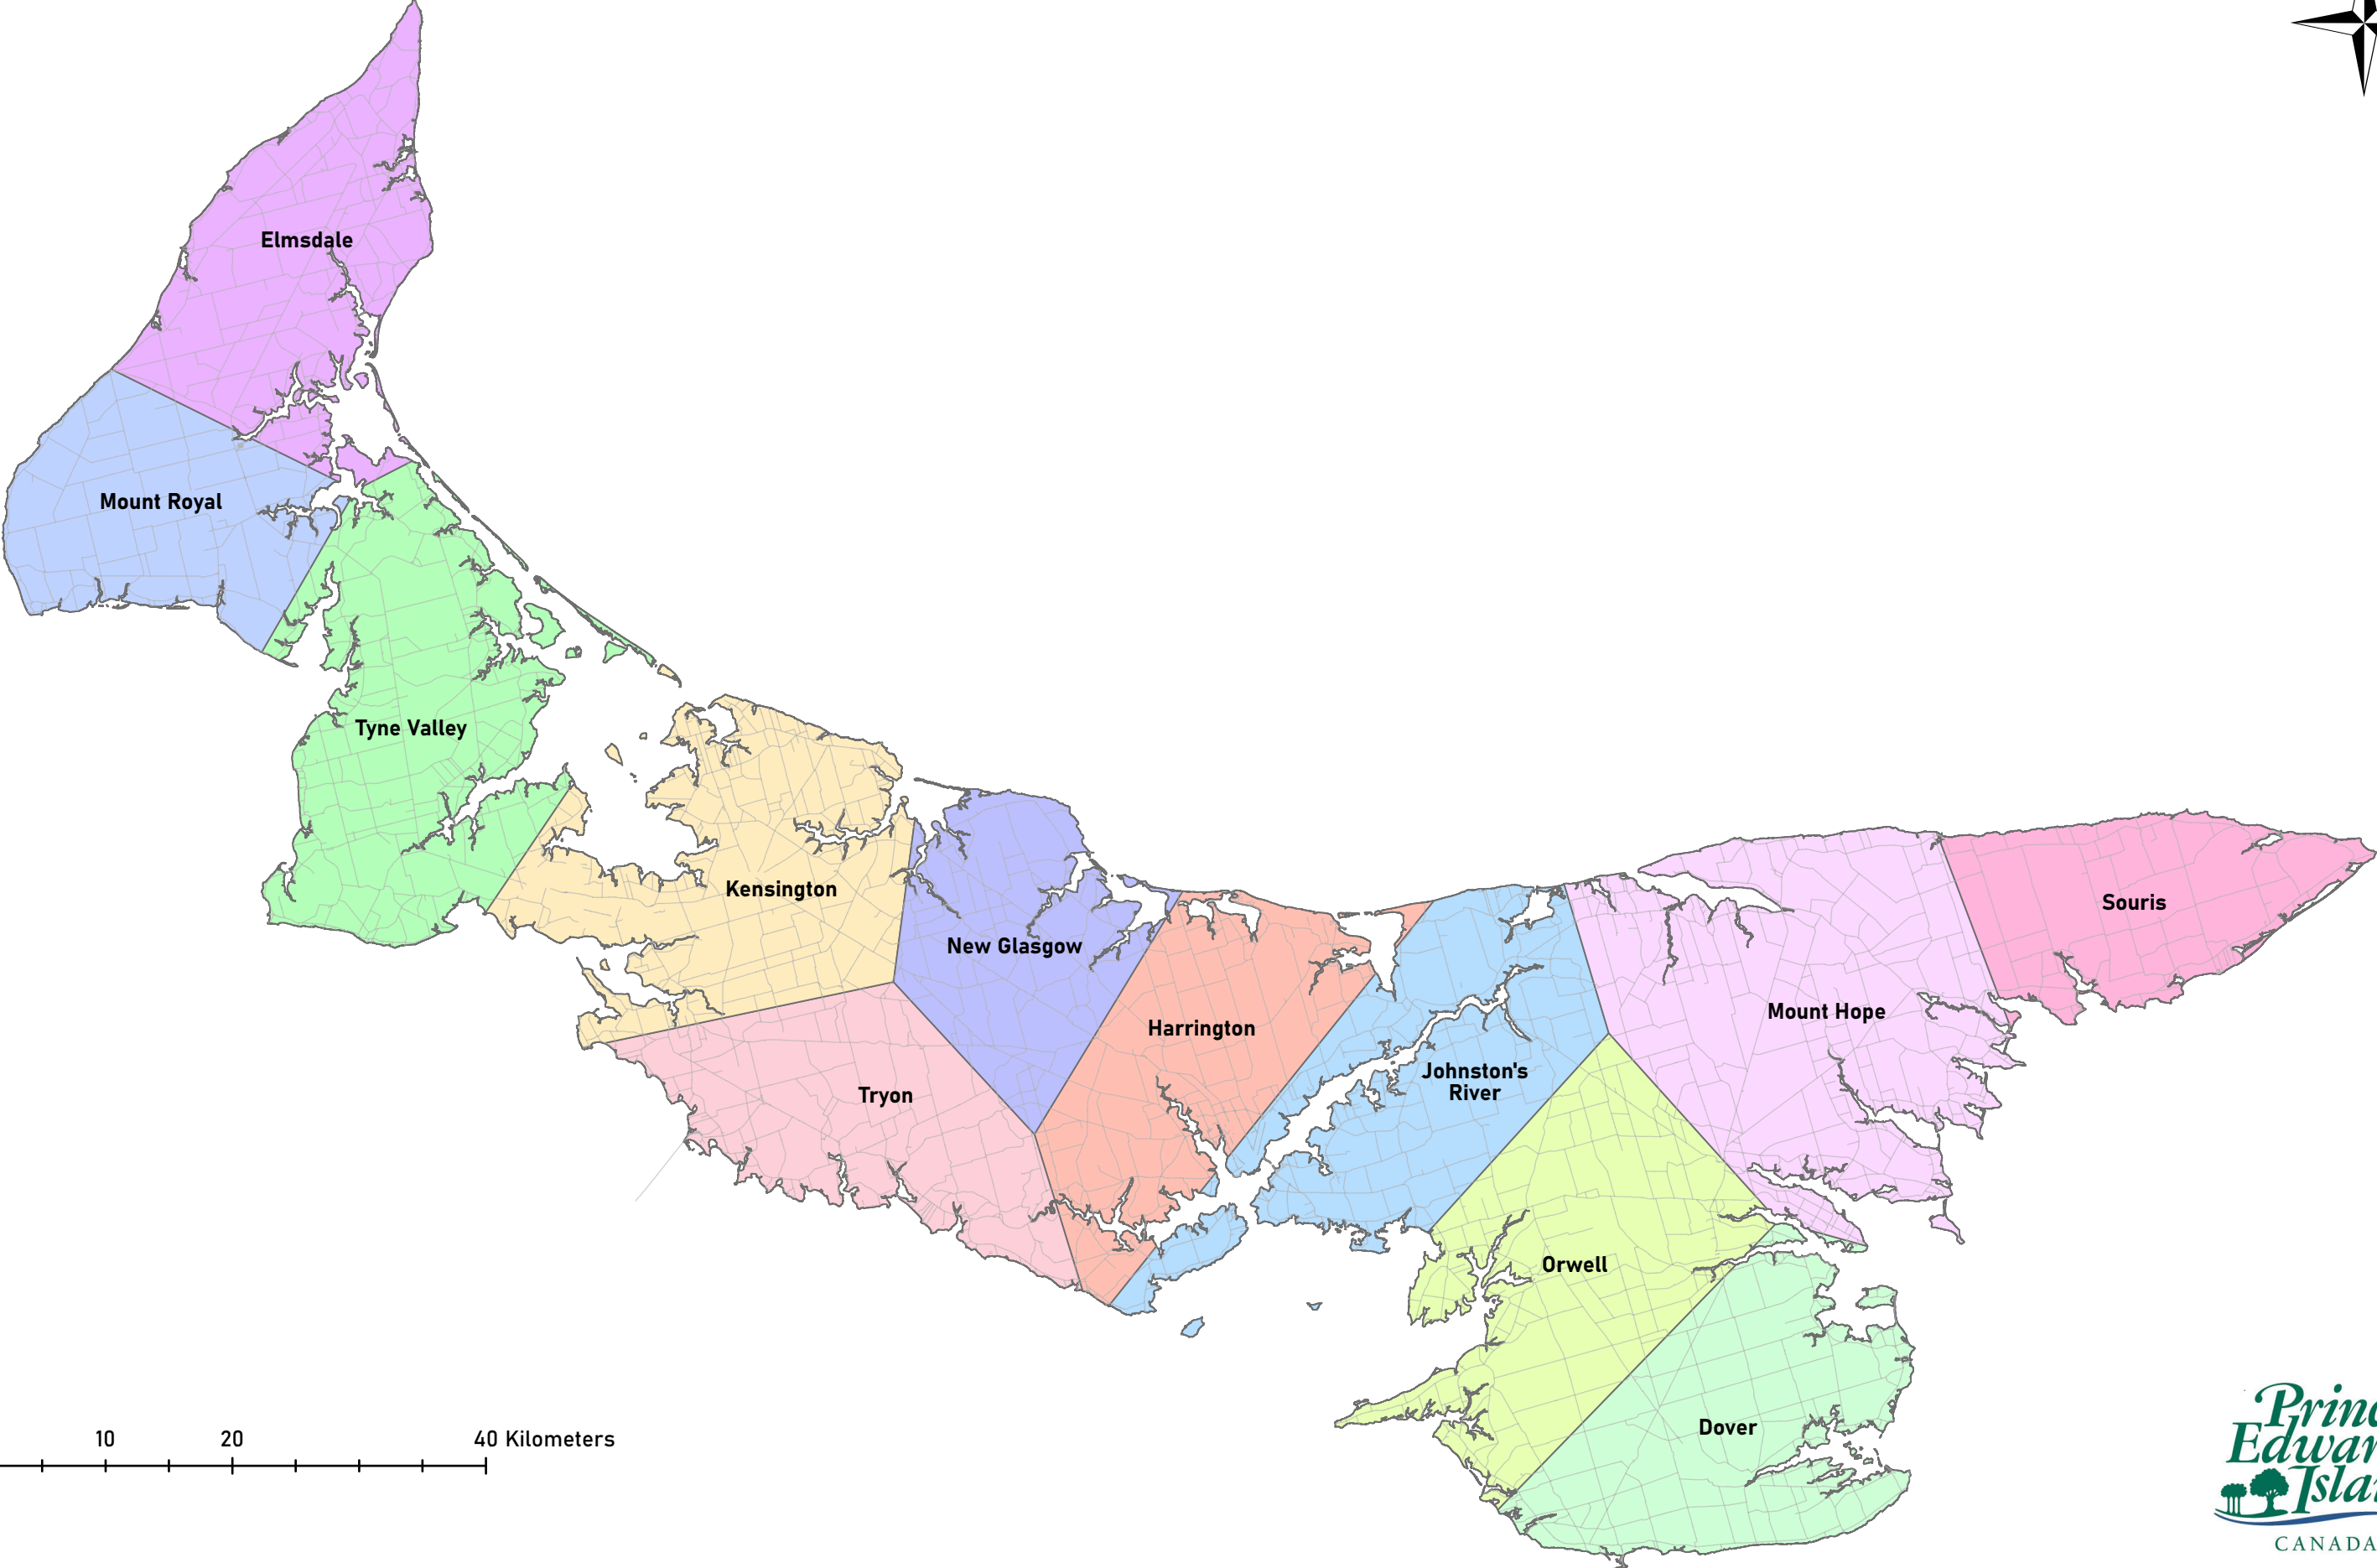 Elmsdale
Mount Royal
Tyne Valley
Kensington
New Glasgow
Souris
Mount Hope
Harrington
Johnston's
River
Tryon
Orwell
Dover
10 20 40 Kilometers
CANADA